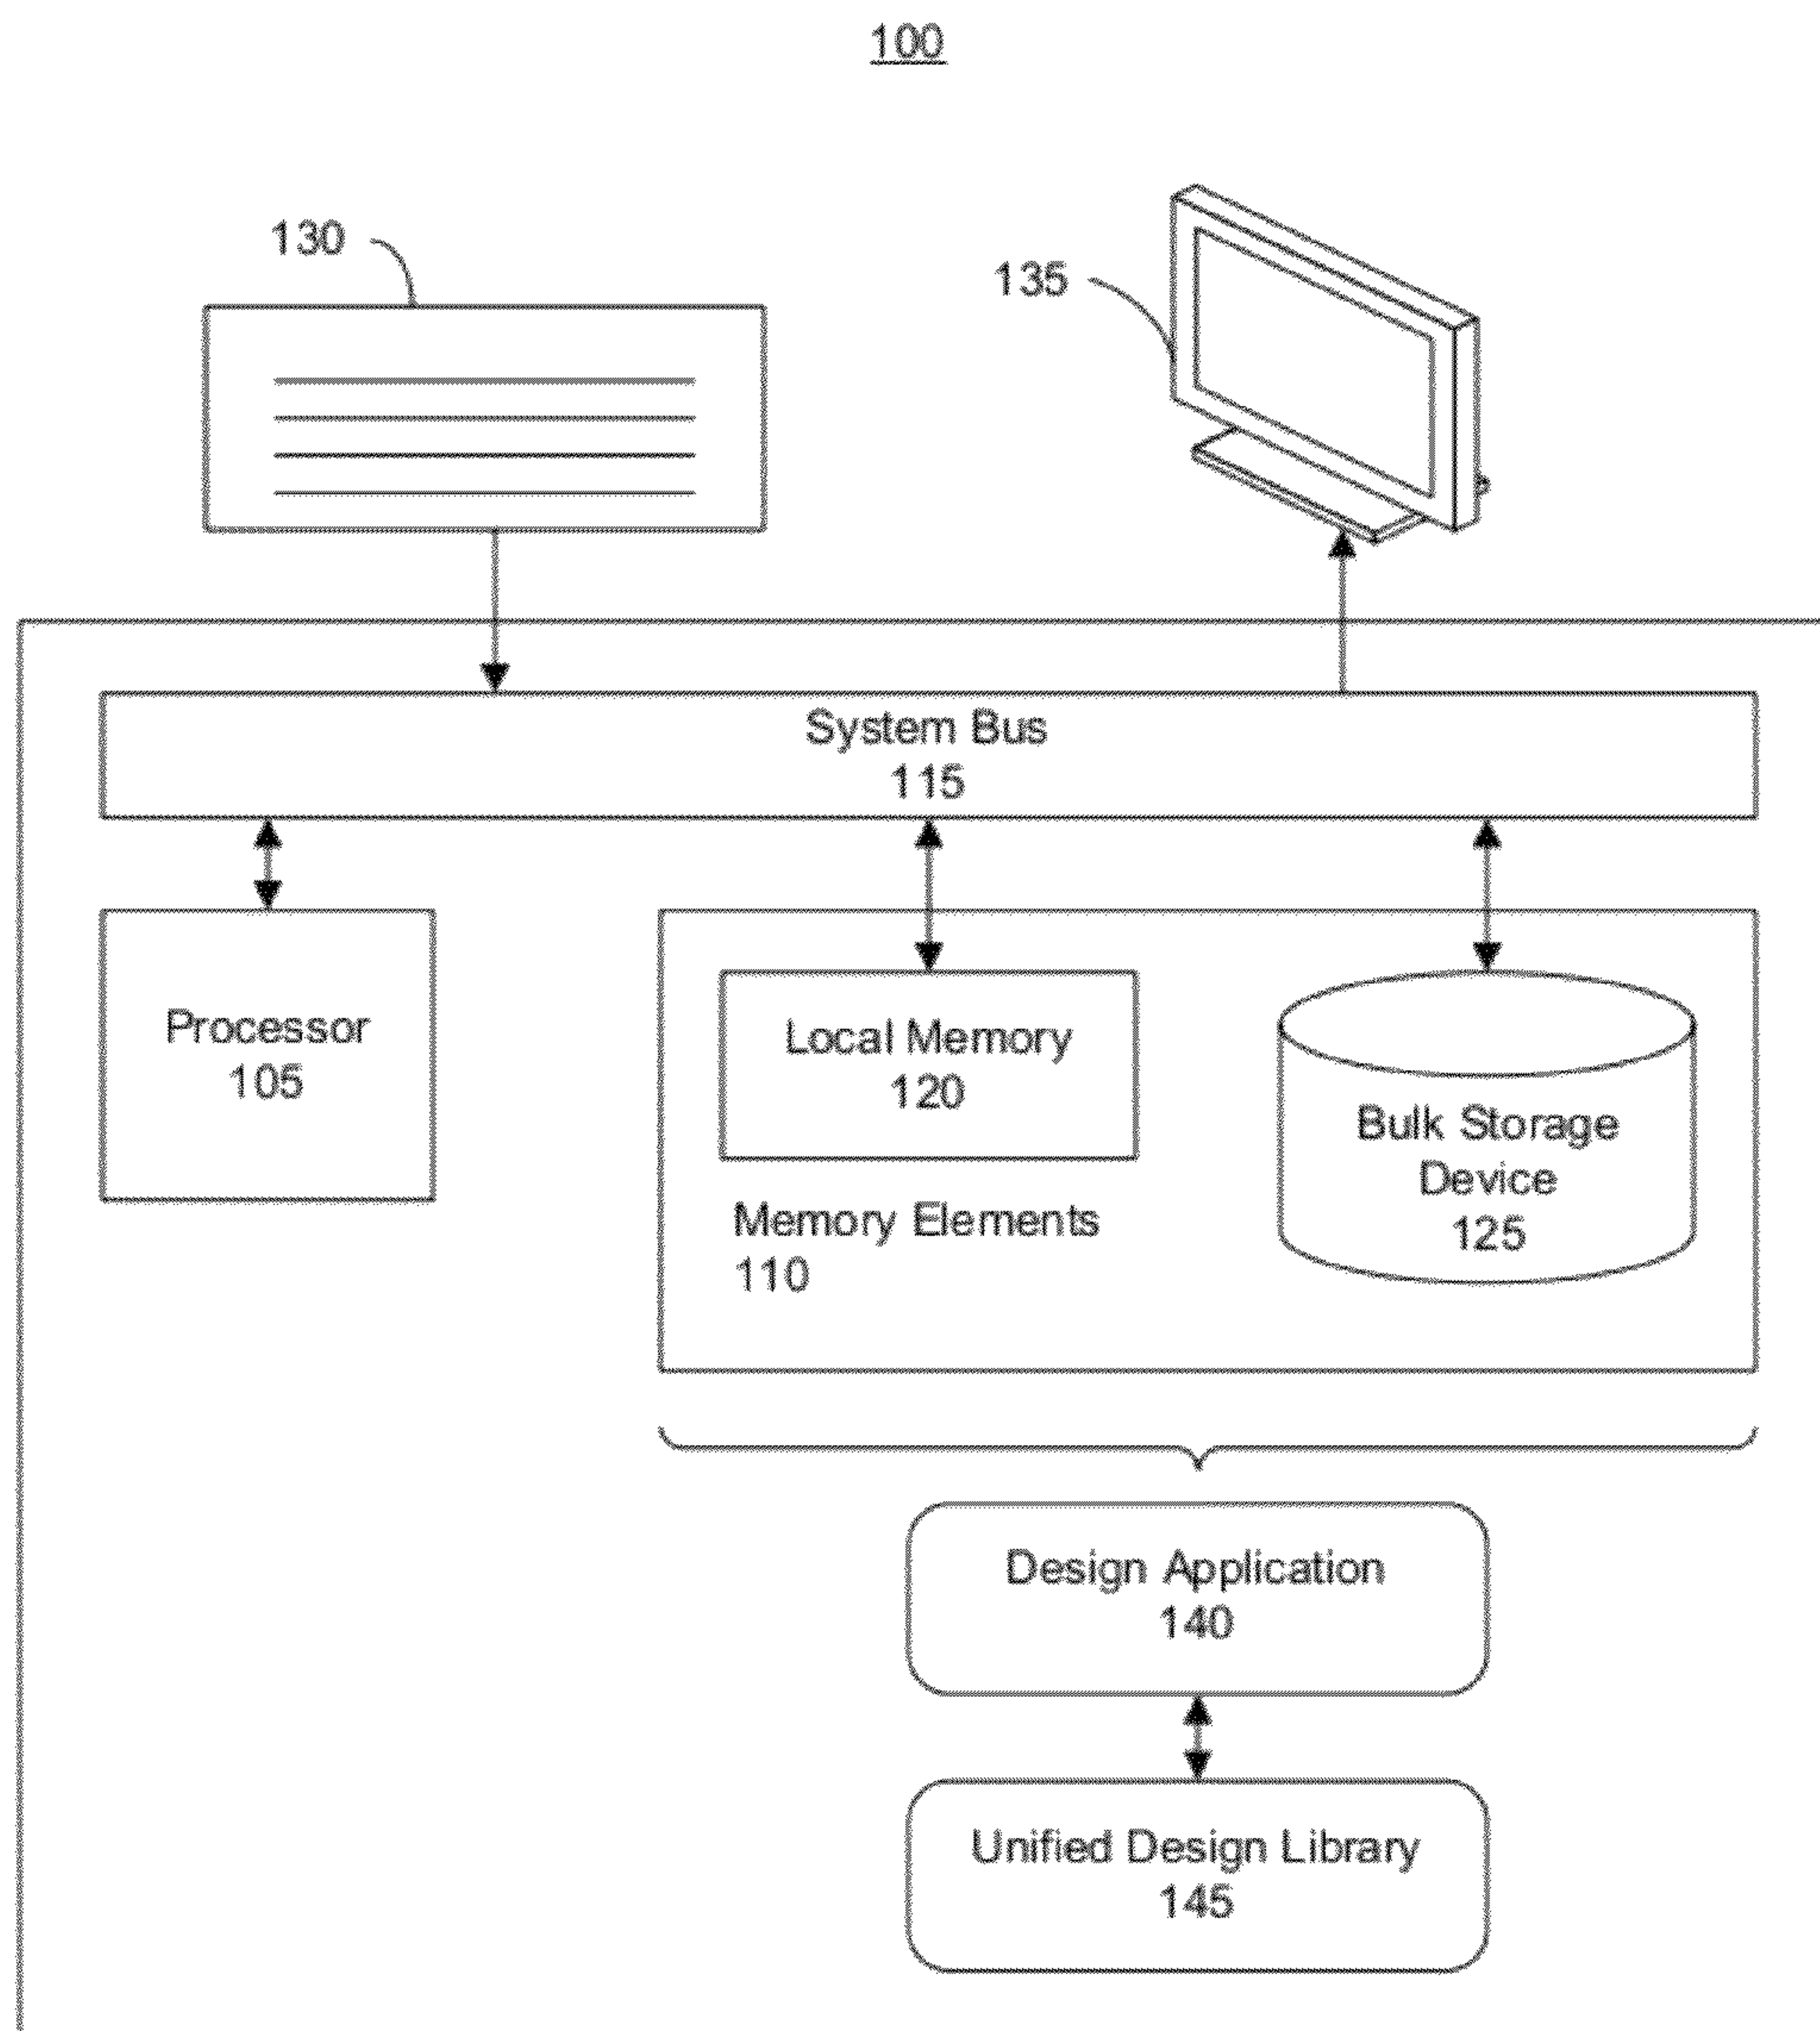 100
130
135
System Bus
115
Processor
105
Local Memory
120
Memory Elements
110
Bulk Storage
Device
125
Design Application
140
Unified Design Library
145